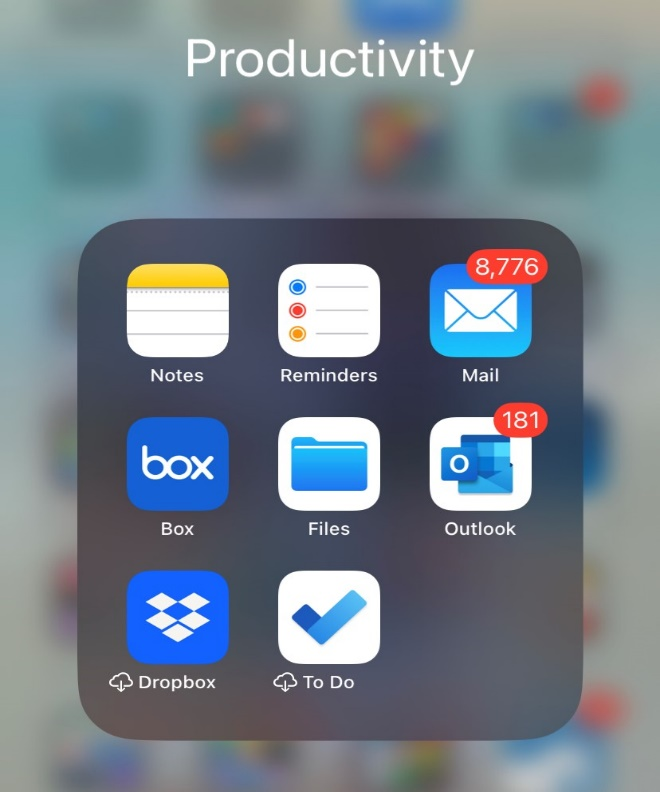 Productivity
8,776
Notes
Reminders
Mail
box
181
O
Box
Files
Outlook
Dropbox
To Do